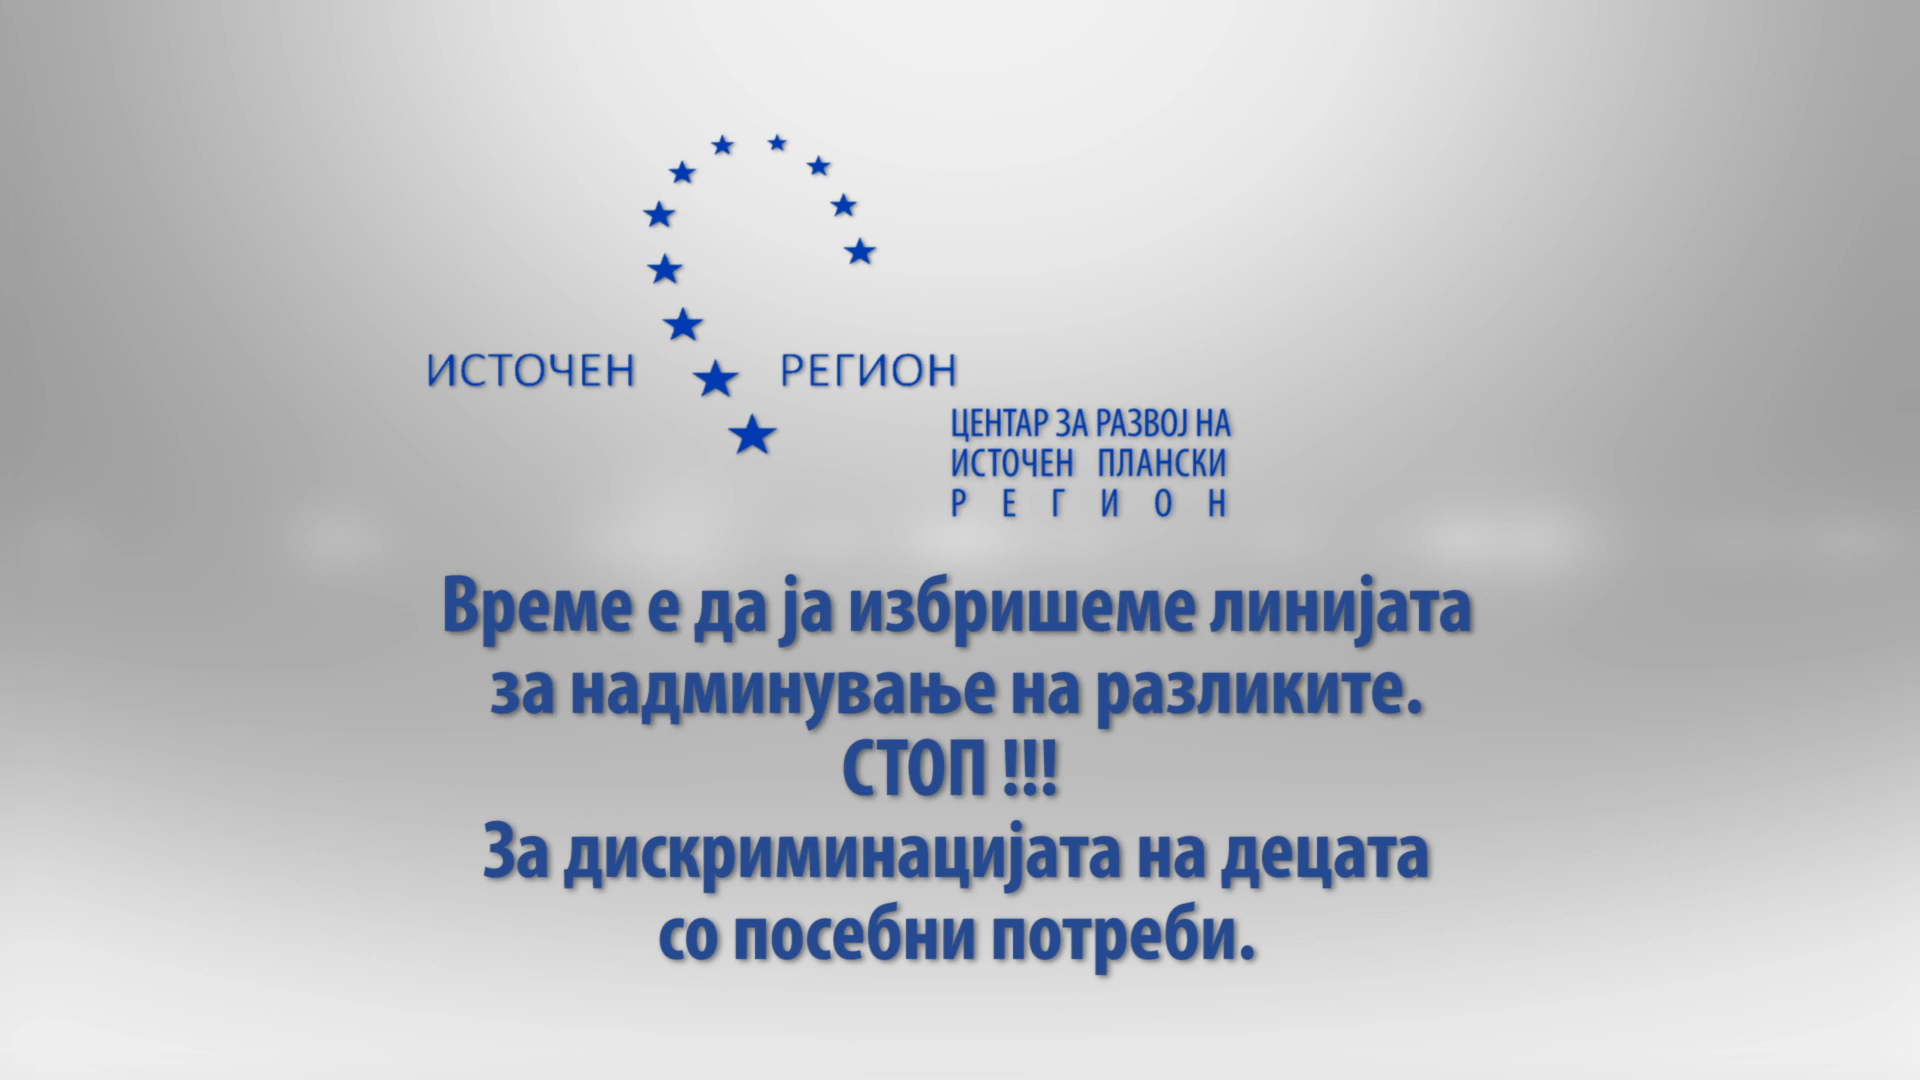 ИСТОЧЕН РЕГИОН
ЦЕНТАР ЗА РАЗВОЈ НА
ИСТОЧЕН ПЛАНСКИ
РЕГИОН
Време е да ја избришеме линијата
за надминување на разликите.
СТОП !!!
За дискриминацијата на децата
со посебни потреби.